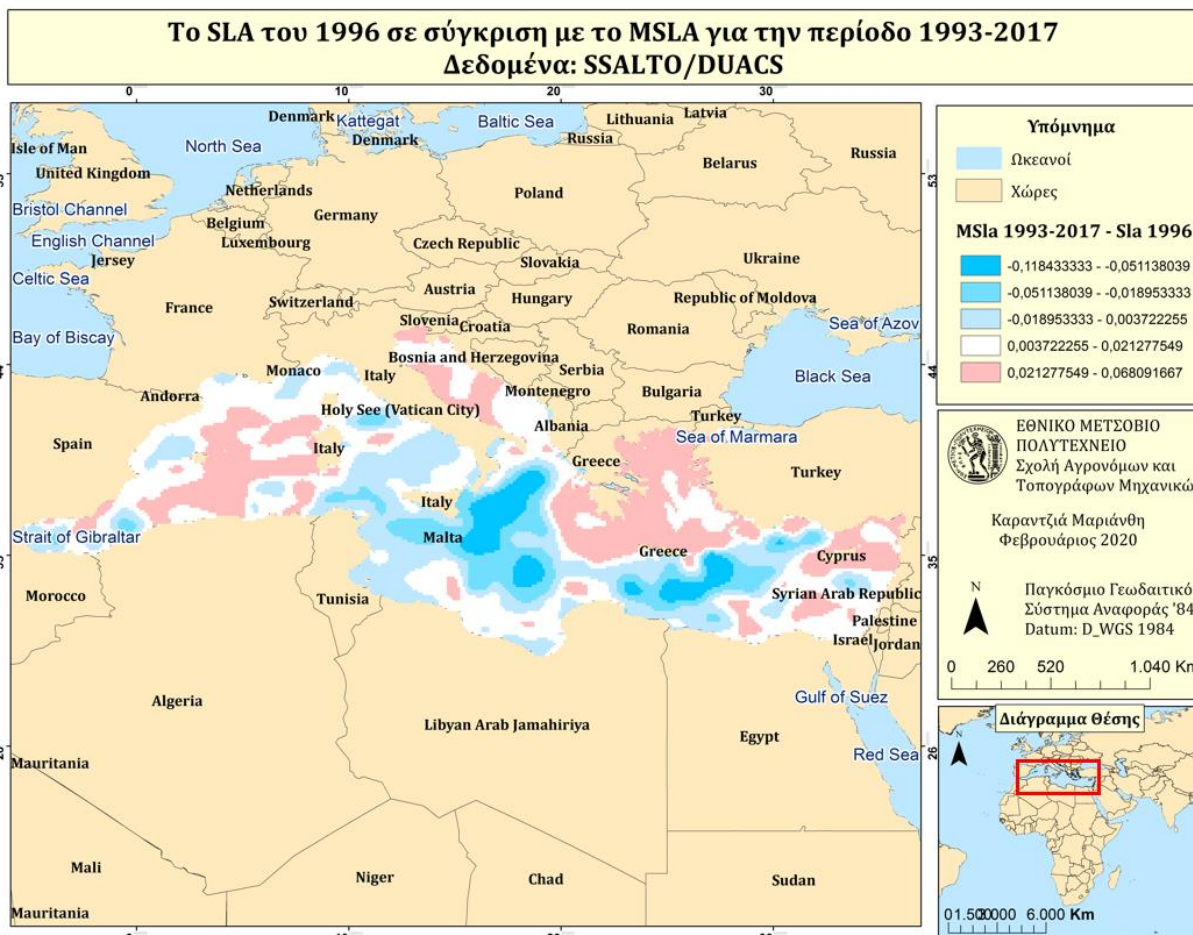 Το SLA του 1996 σε σύγκριση με το MSLA για την περίοδο 1993-2017
Δεδομένα: SSALTO/DUACS
0
10
20
30
Isle of Man
United Kingdom
Bristol Channel
English Channel
Jersey
Celtic Sea
Bay of Biscay
North Sea
Denmark
Kattegat
Denmark
Baltic Sea
Lithuania
Latvia
Russia
Belarus
Russia
Netherlands
Belgium
Luxembourg
Germany
Poland
Czech Republic
Slovakia
Ukraine
France
Switzerland
Austria
Hungary
Republic of Moldova
Slovenia
Croatia
Romania
Sea of Azov
Bosnia and Herzegovina
Serbia
Black Sea
Monaco
Italy
Montenegro
Bulgaria
Andorra
Holy See (Vatican City)
Albania
Turkey
Sea of Marmara
Spain
Italy
Greece
Turkey
Italy
Strait of Gibraltar
Malta
Greece
Cyprus
Morocco
Tunisia
Syrian Arab Republic
Palestine
Israel
Jordan
Algeria
Libyan Arab Jamahiriya
Egypt
Gulf of Suez
Red Sea
Mauritania
Mali
Niger
Chad
Sudan
Mauritania
53
44
35
26
Υπόμνημα
Ωκεανοί
Χώρες
MSla 1993-2017 - Sla 1996
-0,118433333 - -0,051138039
-0,051138039 - -0,018953333
-0,018953333 - 0,003722255
0,003722255 - 0,021277549
0,021277549 - 0,068091667
ΕΘΝΙΚΟ ΜΕΤΣΟΒΙΟ
ΠΟΛΥΤΕΧΝΕΙΟ
Σχολή Αγρονόμων και
Τοπογράφων Μηχανικώ
Καραντζιά Μαριάνθη
Φεβρουάριος 2020
N
Παγκόσμιο Γεωδαιτικό
Σύστημα Αναφοράς '84
Datum: D_WGS 1984
0 260 520 1.040 Km
Διάγραμμα Θέσης
N
6.000 Km